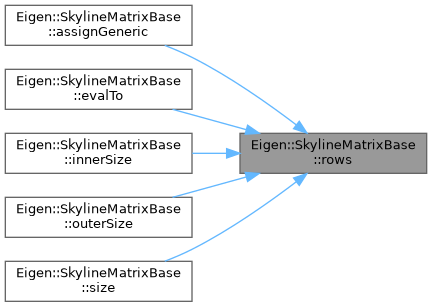 Eigen::SkylineMatrixBase
::assignGeneric
Eigen::SkylineMatrixBase
::evalTo
Eigen::SkylineMatrixBase
::rows
Eigen::SkylineMatrixBase
::innerSize
Eigen::SkylineMatrixBase
::outerSize
Eigen::SkylineMatrixBase
::size